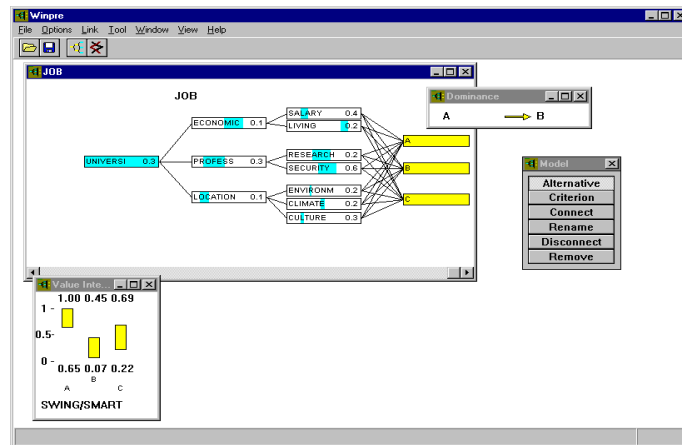 Winpre
File Options Link Tool Window View Help
JOB
JOB
UNIVERSI 0.3
ECONOMIC 0.1
PROFESS 0.3
LOCATION 0.1
SALARY 0.4
LIVING 0.2
RESEARCH 0.2
SECURITY 0.6
ENVIRONM 0.2
CLIMATE 0.2
CULTURE 0.3
A
B
C
Dominance
A B
Model
Alternative
Criterion
Connect
Rename
Disconnect
Remove
Value Inte...
1.00 0.45 0.69
1 -
0.5-
0 -
0.65 0.07 0.22
A B C
SWING/SMART